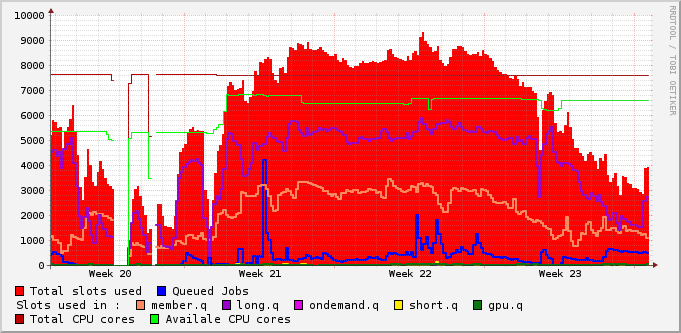 10000
9000
8000
7000
6000
5000
4000
3000
2000
1000
0
Week 20 Week 21 Week 22 Week 23
Total slots used Queued Jobs
Slots used in : member.q long.q ondemand.q short.q gpu.q
Total CPU cores Availale CPU cores
RRDTOOL / TOBI OETIKER